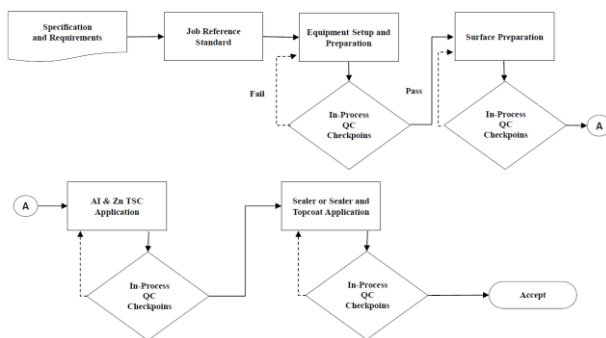 Specification
and Requirements
Job Reference
Standard
Equipment Setup and
Preparation
Surface Preparation
Fail
Pass
In-Process
QC
Checkpoins
In-Process
QC
Checkpoins
A
A
AI & Zn TSC
Application
Sealer or Sealer and
Topcoat Application
In-Process
QC
Checkpoins
In-Process
QC
Checkpoins
Accept